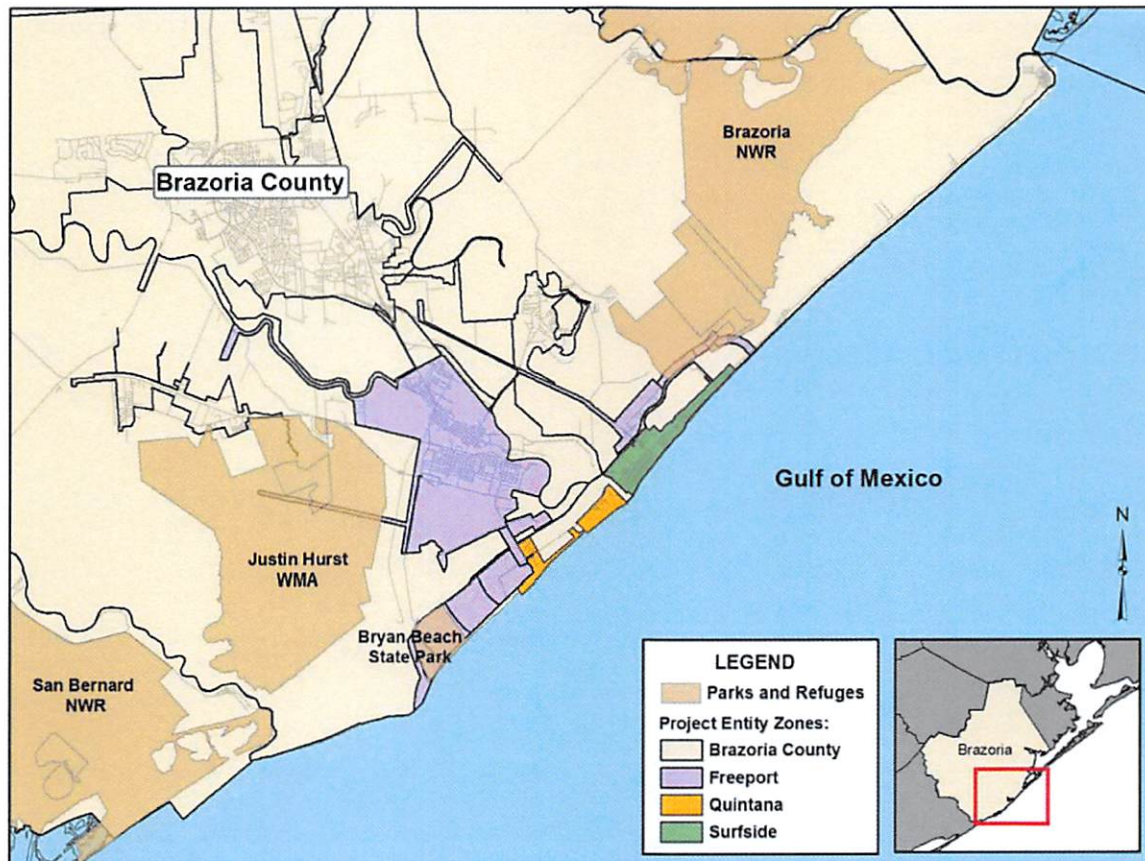 Brazoria
NWR
Brazoria County
Gulf of Mexico
N
Justin Hurst
WMA
Bryan Beach
State Park
San Bernard
NWR
LEGEND
Parks and Refuges
Project Entity Zones:
Brazoria County
Freeport
Quintana
Surfside
Brazoria